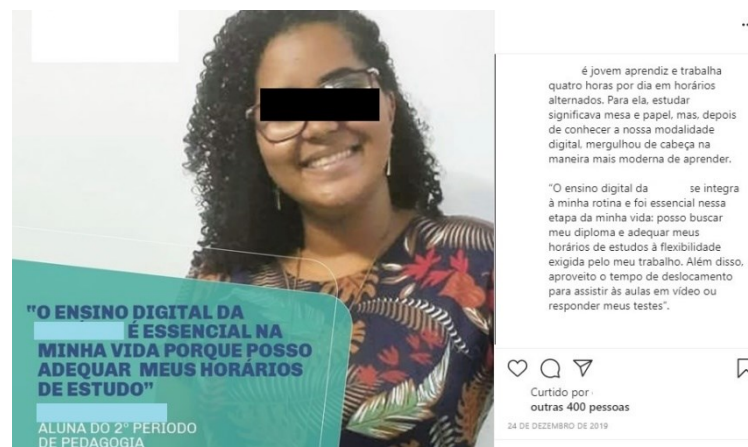 "O ENSINO DIGITAL DA
É ESSENCIAL NA
MINHA VIDA PORQUE POSSO
ADEQUAR MEUS HORÁRIOS
DE ESTUDO"
ALUNA DO 2º PERÍODO
DE PEDAGOGIA
é jovem aprendiz e trabalha
quatro horas por dia em horários
alternados. Para ela, estudar
significava mesa e papel, mas, depois
de conhecer a nossa modalidade
digital, mergulhou de cabeça na
maneira mais moderna de aprender.
"O ensino digital da se integra
à minha rotina e foi essencial nessa
etapa da minha vida: posso buscar
meu diploma e adequar meus
horários de estudos à flexibilidade
exigida pelo meu trabalho. Além disso,
aproveito o tempo de deslocamento
para assistir às aulas em vídeo ou
responder meus testes".
Curtido por
outras 400 pessoas
24 DE DEZEMBRO DE 2019